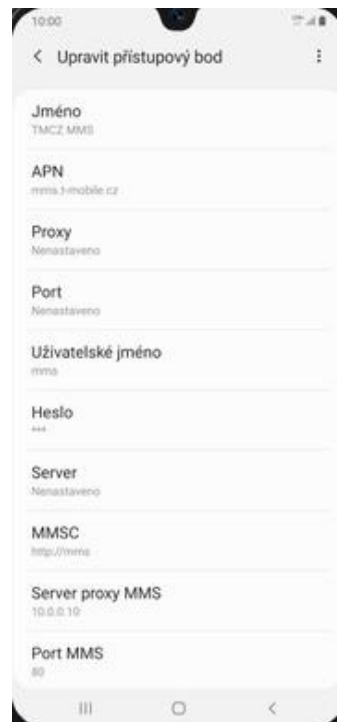 10:00
Upravit přístupový bod
Jméno
TMCZ MMS
APN
mms.t-mobile.cz
Proxy
Nenastaveno
Port
Nenastaveno
Uživatelské jméno
mms
Heslo
***
Server
Nenastaveno
MMSC
http://mms
Server proxy MMS
10.0.0.10
Port MMS
80